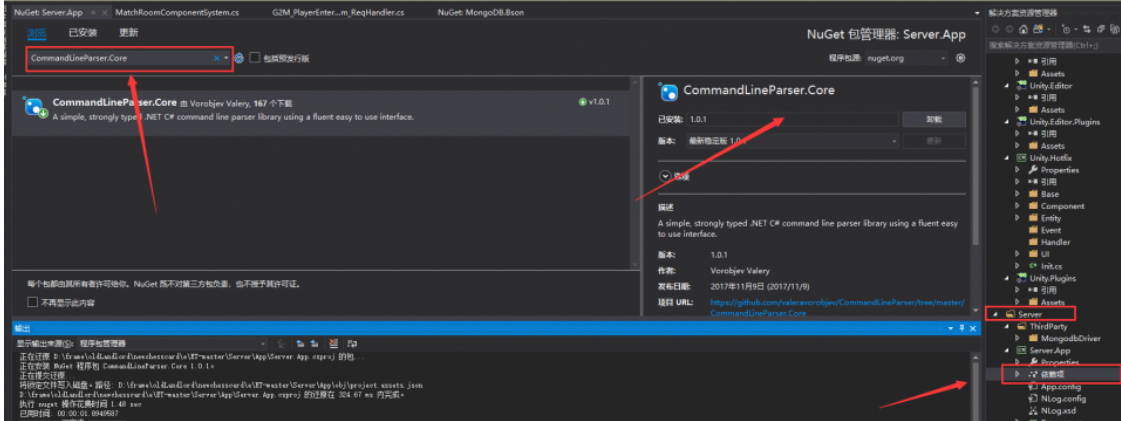 NuGet: Server.App
MatchRoomComponentSystem.cs
G2M_PlayerEnter...m_ReqHandler.cs
NuGet: MongoDB.Bson
解决方案资源管理器
浏览 已安装 更新
NuGet 包管理器: Server.App
CommandLineParser.Core
包括预发行版
程序包源: nuget.org
搜索解决方案资源管理器(Ctrl+;)
CommandLineParser.Core 由 Vorobjev Valery, 167 个下载
v1.0.1
A simple, strongly typed .NET C# command line parser library using a fluent easy to use interface.
CommandLineParser.Core
已安装: 1.0.1
卸载
版本: 最新稳定版 1.0.1
更新
选项
描述
A simple, strongly typed .NET C# command line parser library using a fluent easy
to use interface.
版本: 1.0.1
作者: Vorobjev Valery
发布日期: 2017年11月9日 (2017/11/9)
项目 URL: https://github.com/valeravorobjev/CommandLineParser/tree/master/
CommandLineParser.Core
每个包都由其所有者许可给你。NuGet 既不对第三方包负责，也不授予其许可证。
不再显示此内容
输出
显示输出来源(S): 程序包管理器
正在还原 D:\frame\oldLandlord\newchesscard\s\ET-master\Server\App\Server.App.csproj 的包...
正在安装 NuGet 程序包 CommandLineParser.Core 1.0.1。
正在提交还原...
将锁定文件写入磁盘。路径: D:\frame\oldLandlord\newchesscard\s\ET-master\Server\App\obj\project.assets.json
D:\frame\oldLandlord\newchesscard\s\ET-master\Server\App\Server.App.csproj 的还原在 324.67 ms 内完成。
执行 nuget 操作花费时间 1.48 sec
已用时间: 00:00:01.8949587
引用
Assets
Unity.Editor
引用
Assets
Unity.Editor.Plugins
引用
Assets
Unity.Hotfix
Properties
引用
Base
Component
Entity
Event
Handler
UI
Init.cs
Unity.Plugins
引用
Assets
Server
ThirdParty
MongodbDriver
Server.App
Properties
依赖项
App.config
NLog.config
NLog.xsd